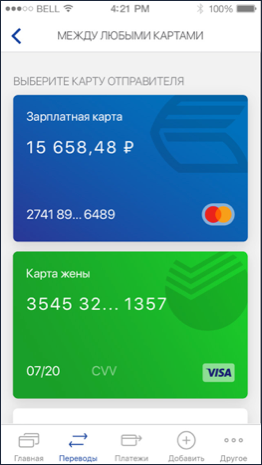 BELL 4:21 PM 100%
МЕЖДУ ЛЮБЫМИ КАРТАМИ
ВЫБЕРИТЕ КАРТУ ОТПРАВИТЕЛЯ
Зарплатная карта
15 658,48 ₽
2741 89... 6489
Карта жены
3545 32... 1357
07/20 CVV VISA
Главная Переводы Платежи Добавить Другое